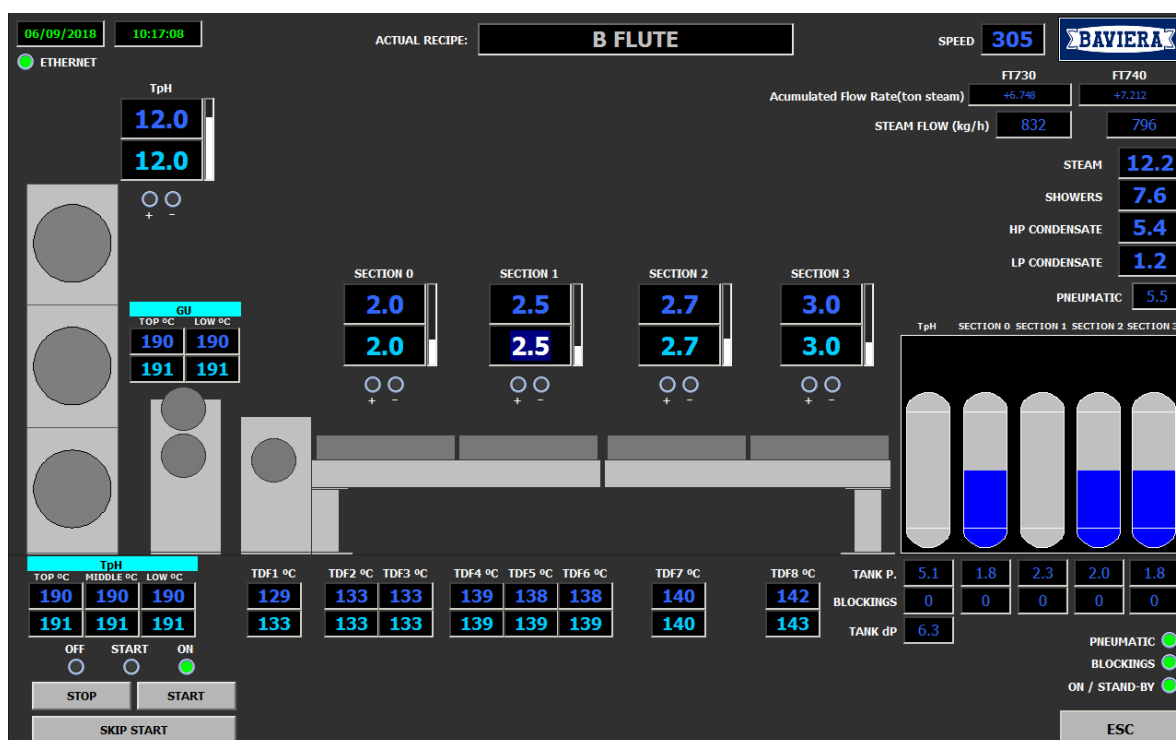 06/09/2018 10:17:08 ACTUAL RECIPE: B FLUTE SPEED 305 BAVIERA
ETHERNET
FT730 FT740
Acumulated Flow Rate(ton steam) +6.748 +7.212
STEAM FLOW (kg/h) 832 796
TpH
12.0
12.0
+ -
STEAM 12.2
SHOWERS 7.6
HP CONDENSATE 5.4
LP CONDENSATE 1.2
PNEUMATIC 5.5
SECTION 0 SECTION 1 SECTION 2 SECTION 3
2.0 2.5 2.7 3.0
2.0 2.5 2.7 3.0
+ - + - + - + -
GU
TOP ºC LOW ºC
190 190
191 191
TpH SECTION 0 SECTION 1 SECTION 2 SECTION 3
TpH
TOP ºC MIDDLE ºC LOW ºC
190 190 190
191 191 191
TDF1 ºC TDF2 ºC TDF3 ºC TDF4 ºC TDF5 ºC TDF6 ºC TDF7 ºC TDF8 ºC
129 133 133 139 138 138 140 142
133 133 133 139 139 139 140 143
TANK P. 5.1 1.8 2.3 2.0 1.8
BLOCKINGS 0 0 0 0 0
TANK dP 6.3
OFF START ON
STOP START
SKIP START
PNEUMATIC
BLOCKINGS
ON / STAND-BY
ESC